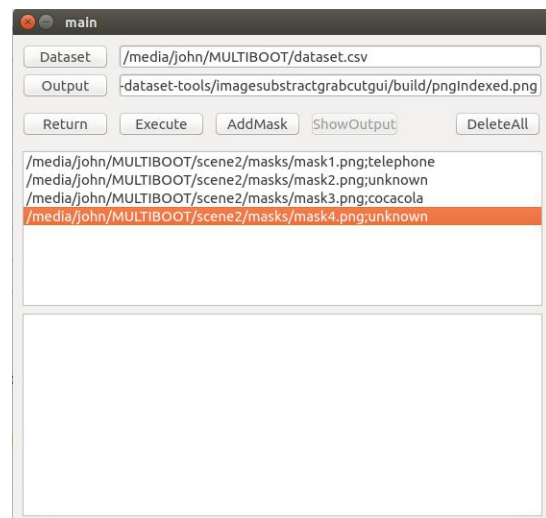 main
Dataset /media/john/MULTIBOOT/dataset.csv
Output -dataset-tools/imagesubstractgrabcutgui/build/pngIndexed.png
Return Execute AddMask ShowOutput DeleteAll
/media/john/MULTIBOOT/scene2/masks/mask1.png;telephone
/media/john/MULTIBOOT/scene2/masks/mask2.png;unknown
/media/john/MULTIBOOT/scene2/masks/mask3.png;cocacola
/media/john/MULTIBOOT/scene2/masks/mask4.png;unknown